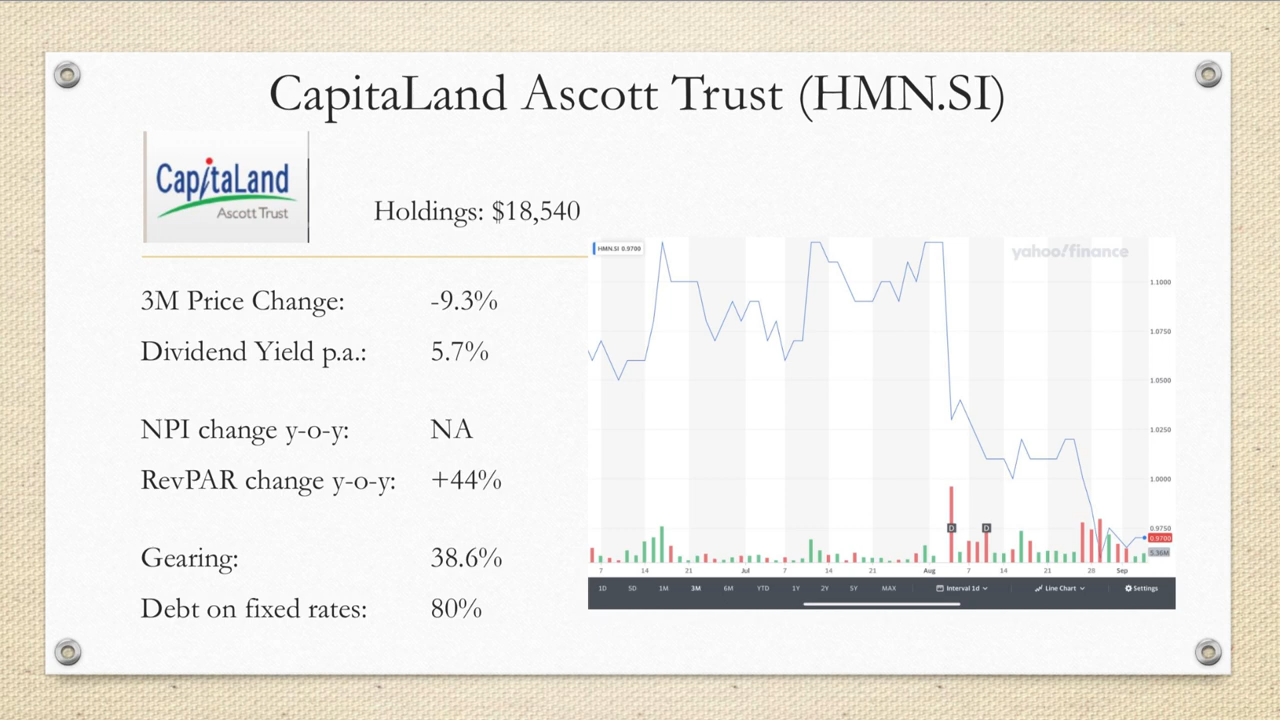 CapitaLand Ascott Trust (HMN.SI)
CapitaLand
Ascott Trust
Holdings: $18,540
3M Price Change: -9.3%
Dividend Yield p.a.: 5.7%
NPI change y-o-y: NA
RevPAR change y-o-y: +44%
Gearing: 38.6%
Debt on fixed rates: 80%
HMN.SI 0.9700
yahoo/finance
1.1000
1.0750
1.0500
1.0250
1.0000
0.9750
0.9700
D D
5.36M
7 14 21 Jul 7 14 21 Aug 7 14 21 28 Sep
1D 5D 1M 3M 6M YTD 1Y 2Y 5Y MAX Interval 1d Line Chart Settings